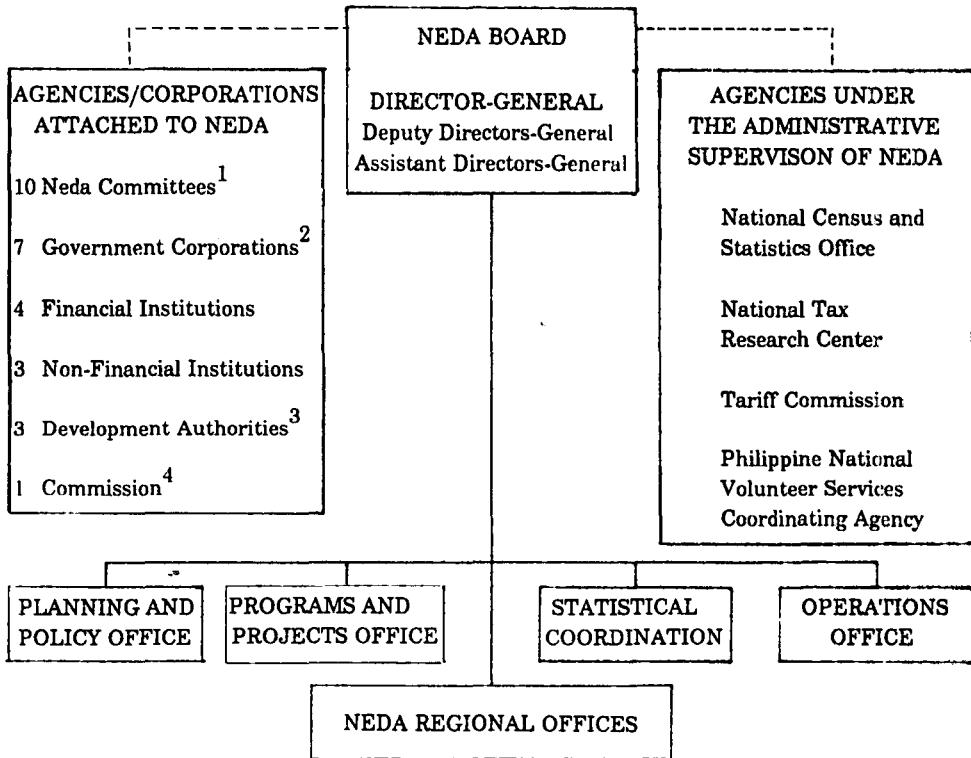 NEDA BOARD
DIRECTOR-GENERAL
Deputy Directors-General
Assistant Directors-General
AGENCIES/CORPORATIONS
ATTACHED TO NEDA
10 Neda Committees1
7 Government Corporations2
4 Financial Institutions
3 Non-Financial Institutions
3 Development Authorities3
1 Commission4
AGENCIES UNDER
THE ADMINISTRATIVE
SUPERVISON OF NEDA
National Census and
Statistics Office
National Tax
Research Center
Tariff Commission
Philippine National
Volunteer Services
Coordinating Agency
PLANNING AND
POLICY OFFICE
PROGRAMS AND
PROJECTS OFFICE
STATISTICAL
COORDINATION
OPERATIONS
OFFICE
NEDA REGIONAL OFFICES